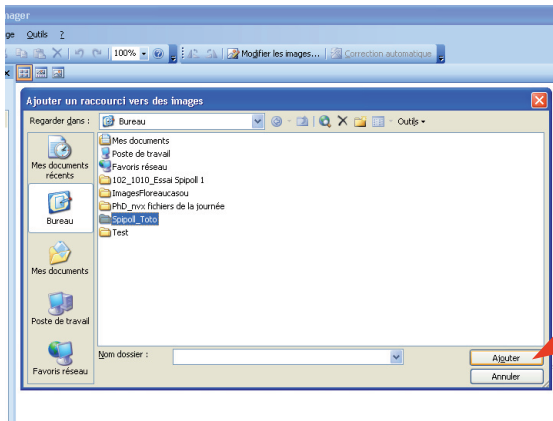 nager
ge Outils ?
100% Modifier les images... Correction automatique
Ajouter un raccourci vers des images
Regarder dans : Bureau Outils
Mes documents récents
Bureau
Mes documents
Poste de travail
Favoris réseau
Mes documents
Poste de travail
Favoris réseau
102_1010_Essai Spipoll 1
ImagesFloreaucasou
PhD_nvx fichiers de la journée
Spipoll_Toto
Test
Nom dossier :
Ajouter
Annuler